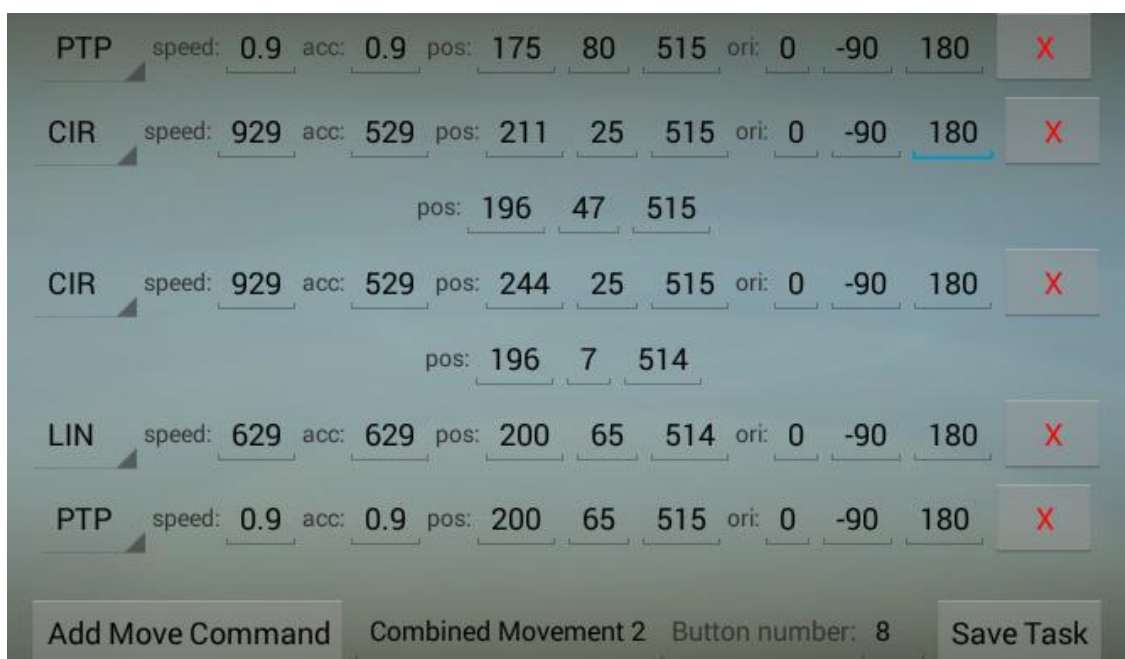 PTP speed: 0.9 acc: 0.9 pos: 175 80 515 ori: 0 -90 180 X
CIR speed: 929 acc: 529 pos: 211 25 515 ori: 0 -90 180 X
pos: 196 47 515
CIR speed: 929 acc: 529 pos: 244 25 515 ori: 0 -90 180 X
pos: 196 7 514
LIN speed: 629 acc: 629 pos: 200 65 514 ori: 0 -90 180 X
PTP speed: 0.9 acc: 0.9 pos: 200 65 515 ori: 0 -90 180 X
Add Move Command Combined Movement 2 Button number: 8 Save Task